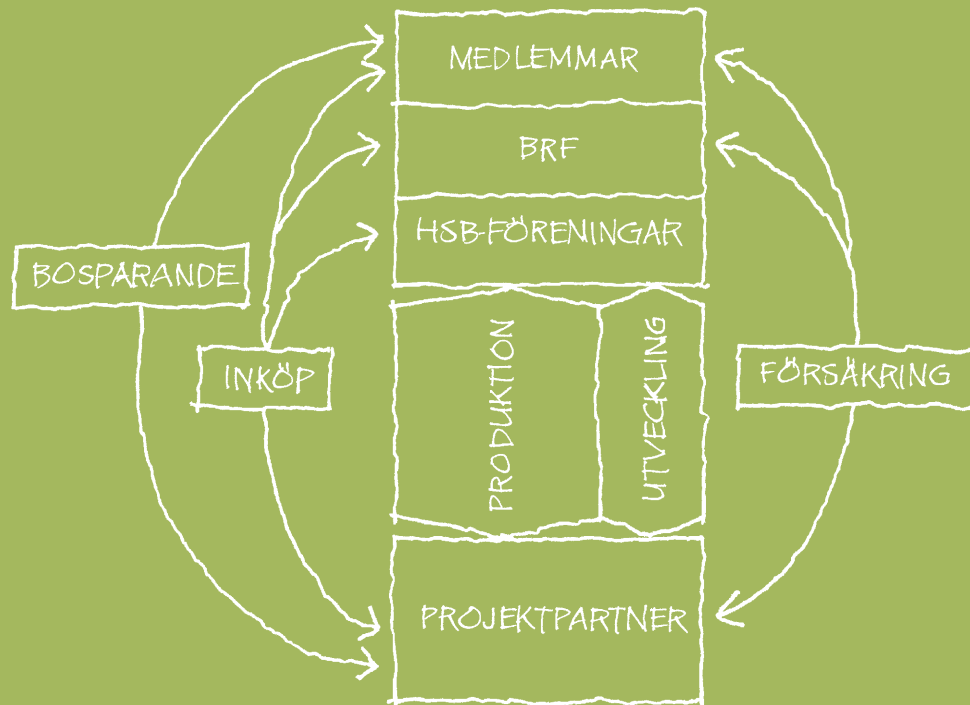 MEDLEMMAR
BRF
HSB-FÖRENINGAR
BOSPARANDE
INKÖP
PRODUKTION
UTVECKLING
FÖRSÄKRING
PROJEKTPARTNER